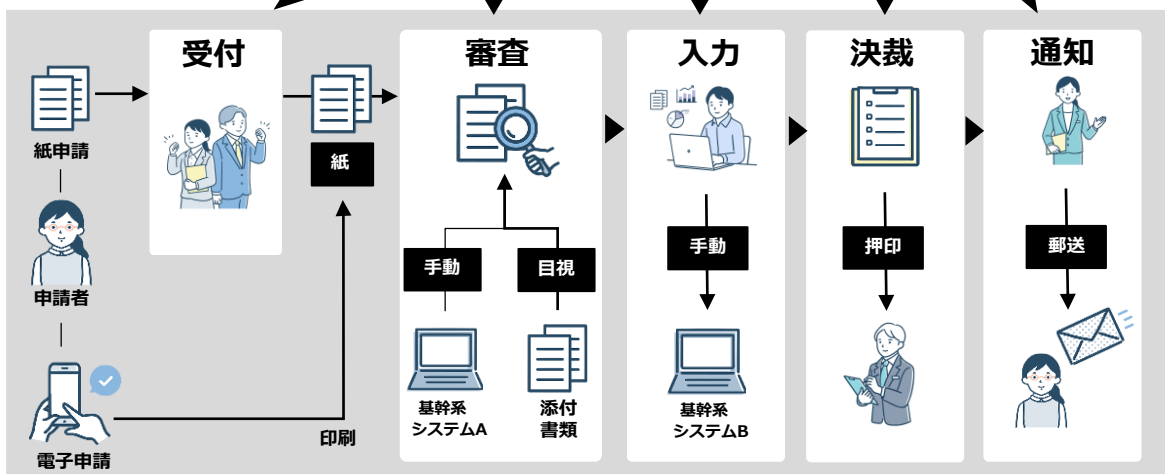 受付
審査
入力
決裁
通知
紙申請
紙
申請者
手動
目視
手動
押印
郵送
基幹系
システムA
添付
書類
基幹系
システムB
印刷
電子申請